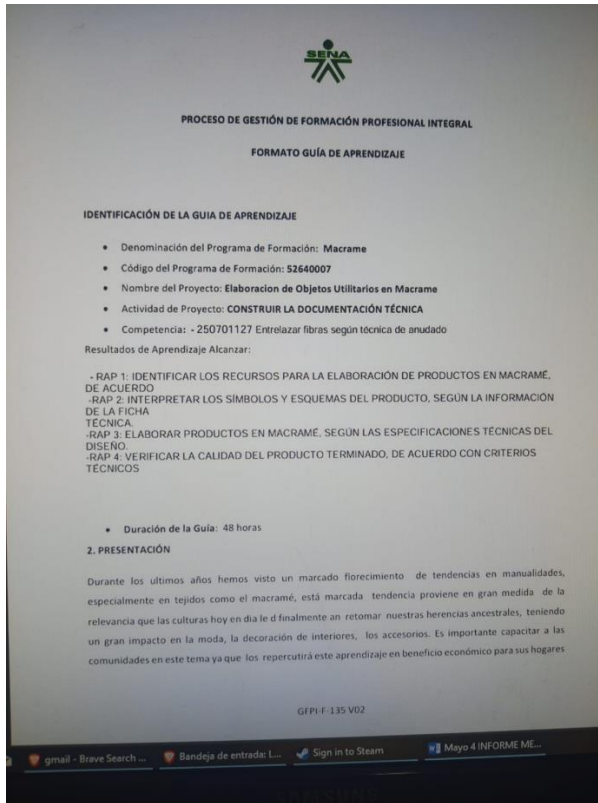 SENA
PROCESO DE GESTIÓN DE FORMACIÓN PROFESIONAL INTEGRAL
FORMATO GUÍA DE APRENDIZAJE
IDENTIFICACIÓN DE LA GUIA DE APRENDIZAJE
• Denominación del Programa de Formación: Macrame
• Código del Programa de Formación: 52640007
• Nombre del Proyecto: Elaboracion de Objetos Utilitarios en Macrame
• Actividad de Proyecto: CONSTRUIR LA DOCUMENTACIÓN TÉCNICA
• Competencia: - 250701127 Entrelazar fibras según técnica de anudado
Resultados de Aprendizaje Alcanzar:
- RAP 1: IDENTIFICAR LOS RECURSOS PARA LA ELABORACIÓN DE PRODUCTOS EN MACRAMÉ,
DE ACUERDO
-RAP 2: INTERPRETAR LOS SÍMBOLOS Y ESQUEMAS DEL PRODUCTO, SEGÚN LA INFORMACIÓN
DE LA FICHA
TÉCNICA.
-RAP 3: ELABORAR PRODUCTOS EN MACRAMÉ, SEGÚN LAS ESPECIFICACIONES TÉCNICAS DEL
DISEÑO.
-RAP 4: VERIFICAR LA CALIDAD DEL PRODUCTO TERMINADO, DE ACUERDO CON CRITERIOS
TÉCNICOS
• Duración de la Guía: 48 horas
2. PRESENTACIÓN
Durante los ultimos años hemos visto un marcado florecimiento de tendencias en manualidades,
especialmente en tejidos como el macramé, está marcada tendencia proviene en gran medida de la
relevancia que las culturas hoy en dia le d finalmente an retomar nuestras herencias ancestrales, teniendo
un gran impacto en la moda, la decoración de interiores, los accesorios. Es importante capacitar a las
comunidades en este tema ya que los repercutirá este aprendizaje en beneficio económico para sus hogares
GFPI-F-135 V02
gmail - Brave Search ...
Bandeja de entrada: L...
Sign in to Steam
Mayo 4 INFORME ME...